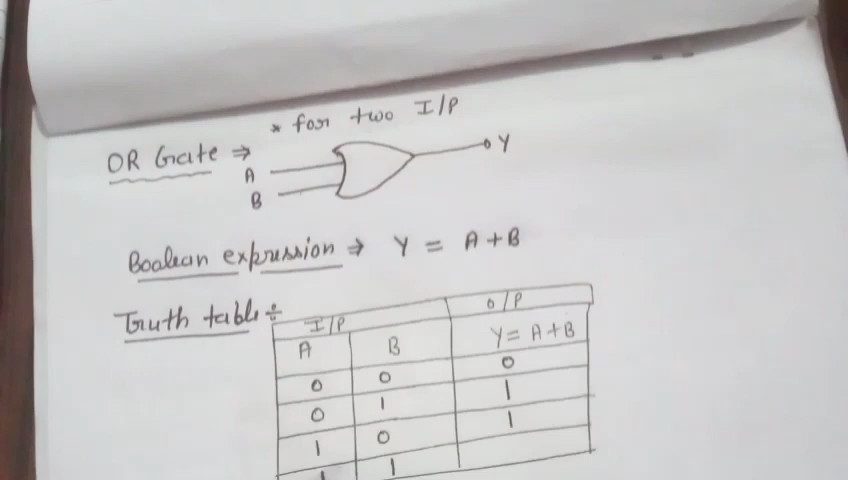 * for two I/P
OR Gate ⇒
A
B
Y
Boolean expression ⇒ Y = A+B
Truth table ÷
I/P O/P
A B Y = A+B
0 0 0
0 1 1
1 0 1
1 1